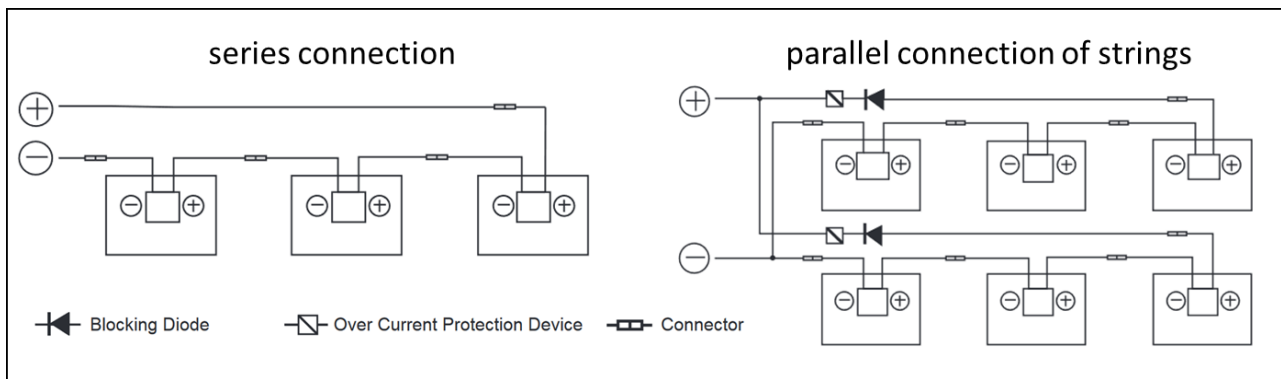 series connection
parallel connection of strings
Blocking Diode
Over Current Protection Device
Connector